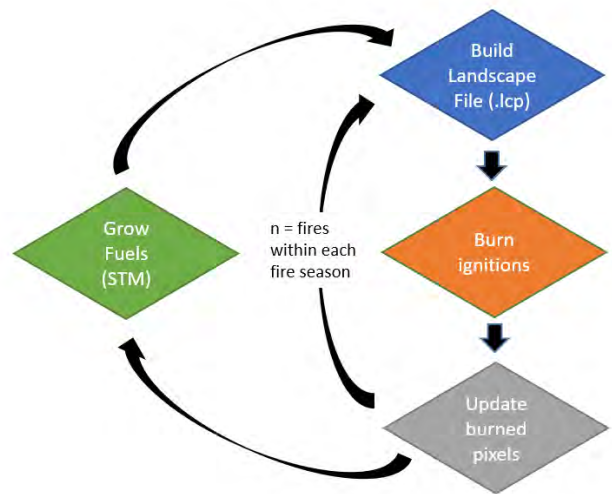 Build
Landscape
File (.lcp)
Grow
Fuels
(STM)
n = fires
within each
fire season
Burn
ignitions
Update
burned
pixels